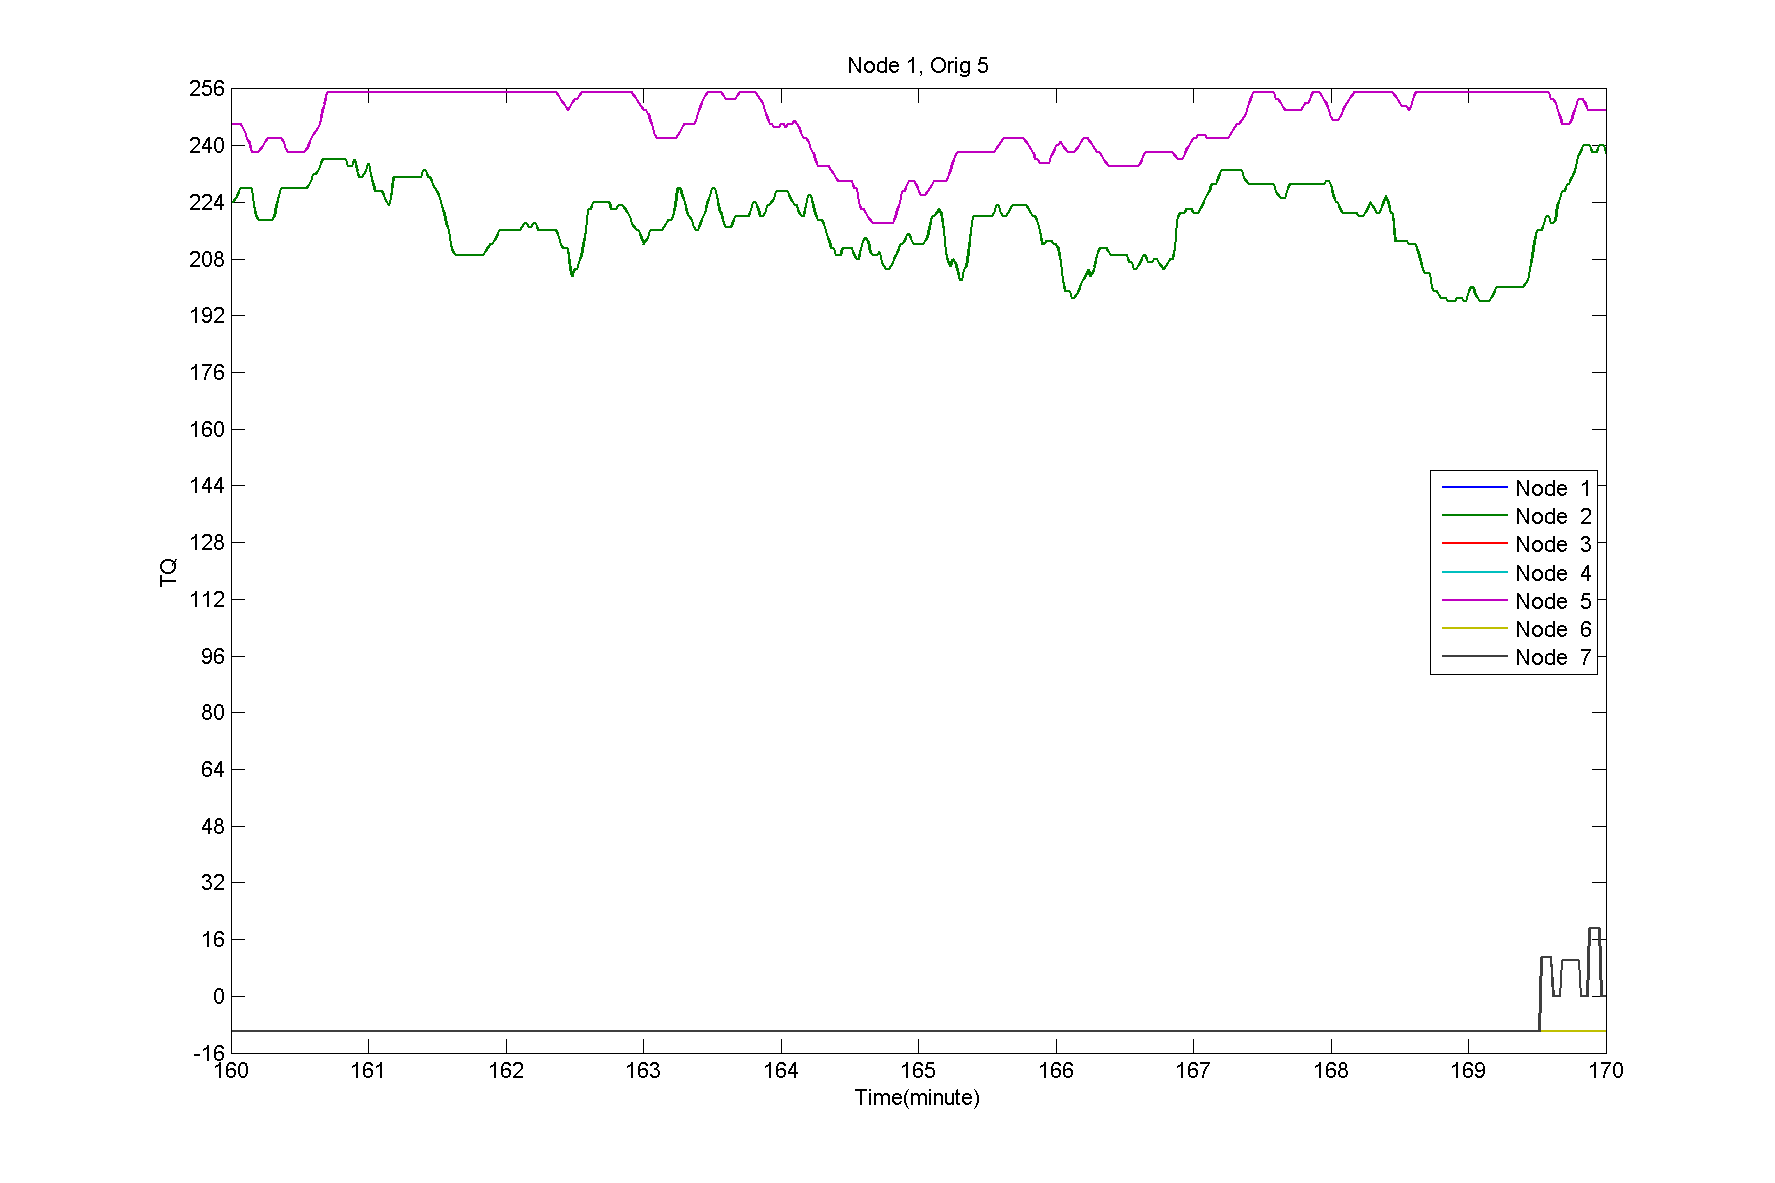 Node 1, Orig 5
256
240
224
208
192
176
160
144
128
112
96
80
64
48
32
16
0
-16
TQ
Node 1
Node 2
Node 3
Node 4
Node 5
Node 6
Node 7
160 161 162 163 164 165 166 167 168 169 170
Time(minute)